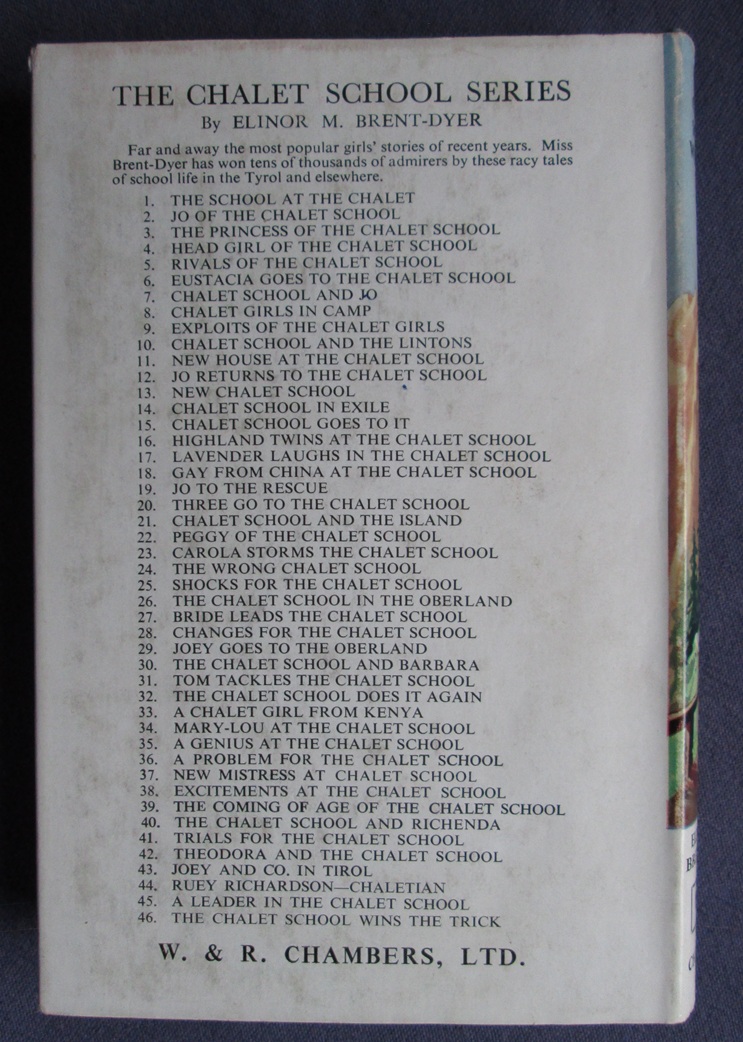 THE CHALET SCHOOL SERIES
By ELINOR M. BRENT-DYER
Far and away the most popular girls' stories of recent years. Miss
Brent-Dyer has won tens of thousands of admirers by these racy tales
of school life in the Tyrol and elsewhere.
1. THE SCHOOL AT THE CHALET
2. JO OF THE CHALET SCHOOL
3. THE PRINCESS OF THE CHALET SCHOOL
4. HEAD GIRL OF THE CHALET SCHOOL
5. RIVALS OF THE CHALET SCHOOL
6. EUSTACIA GOES TO THE CHALET SCHOOL
7. CHALET SCHOOL AND JO
8. CHALET GIRLS IN CAMP
9. EXPLOITS OF THE CHALET GIRLS
10. CHALET SCHOOL AND THE LINTONS
11. NEW HOUSE AT THE CHALET SCHOOL
12. JO RETURNS TO THE CHALET SCHOOL
13. NEW CHALET SCHOOL
14. CHALET SCHOOL IN EXILE
15. CHALET SCHOOL GOES TO IT
16. HIGHLAND TWINS AT THE CHALET SCHOOL
17. LAVENDER LAUGHS IN THE CHALET SCHOOL
18. GAY FROM CHINA AT THE CHALET SCHOOL
19. JO TO THE RESCUE
20. THREE GO TO THE CHALET SCHOOL
21. CHALET SCHOOL AND THE ISLAND
22. PEGGY OF THE CHALET SCHOOL
23. CAROLA STORMS THE CHALET SCHOOL
24. THE WRONG CHALET SCHOOL
25. SHOCKS FOR THE CHALET SCHOOL
26. THE CHALET SCHOOL IN THE OBERLAND
27. BRIDE LEADS THE CHALET SCHOOL
28. CHANGES FOR THE CHALET SCHOOL
29. JOEY GOES TO THE OBERLAND
30. THE CHALET SCHOOL AND BARBARA
31. TOM TACKLES THE CHALET SCHOOL
32. THE CHALET SCHOOL DOES IT AGAIN
33. A CHALET GIRL FROM KENYA
34. MARY-LOU AT THE CHALET SCHOOL
35. A GENIUS AT THE CHALET SCHOOL
36. A PROBLEM FOR THE CHALET SCHOOL
37. NEW MISTRESS AT CHALET SCHOOL
38. EXCITEMENTS AT THE CHALET SCHOOL
39. THE COMING OF AGE OF THE CHALET SCHOOL
40. THE CHALET SCHOOL AND RICHENDA
41. TRIALS FOR THE CHALET SCHOOL
42. THEODORA AND THE CHALET SCHOOL
43. JOEY AND CO. IN TIROL
44. RUEY RICHARDSON—CHALETIAN
45. A LEADER IN THE CHALET SCHOOL
46. THE CHALET SCHOOL WINS THE TRICK
W. & R. CHAMBERS, LTD.